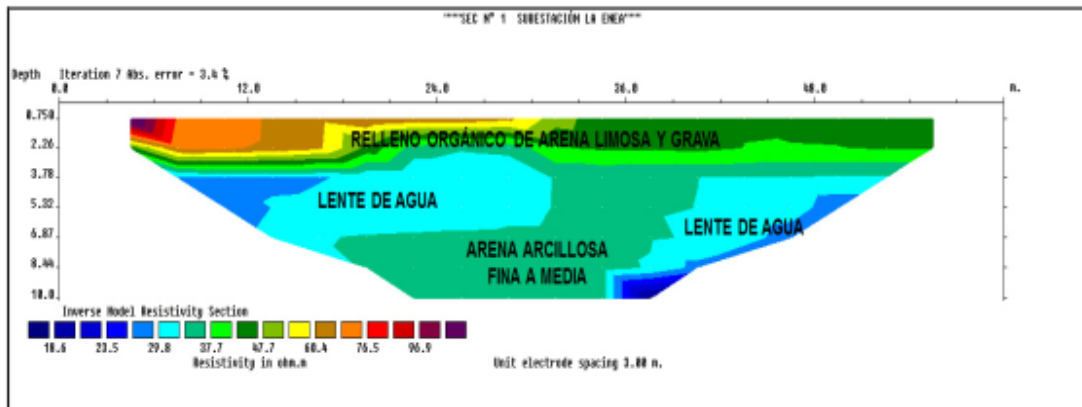 """"SEC Nº 1 SUBESTACIÓN LA ENEA""""
Depth Iteration 7 Abs. error = 3.4 %
0.0 12.0 24.0 36.0 48.0 m.
0.750
2.26
3.78
5.32
6.87
8.44
10.0
RELLENO ORGÁNICO DE ARENA LIMOSA Y GRAVA
LENTE DE AGUA
LENTE DE AGUA
ARENA ARCILLOSA
FINA A MEDIA
Inverse Model Resistivity Section
18.6 23.5 29.8 37.7 47.7 60.4 76.5 96.9
Resistivity in ohm.m
Unit electrode spacing 3.00 m.